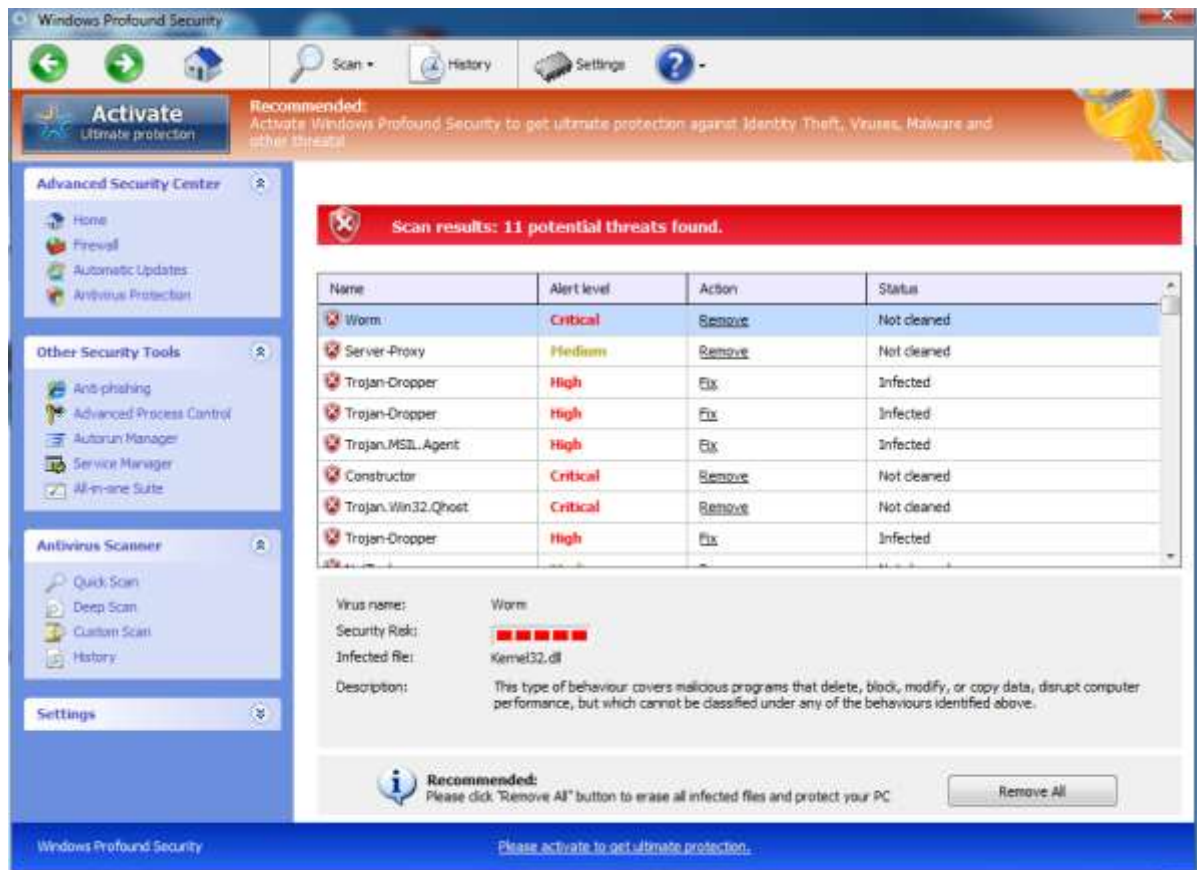 Windows Profound Security
Scan
History
Settings
Activate
Ultimate protection
Recommended:
Activate Windows Profound Security to get ultimate protection against Identity Theft, Viruses, Malware and
other threats!
Advanced Security Center
Home
Firewall
Automatic Updates
Antivirus Protection
Other Security Tools
Anti-phishing
Advanced Process Control
Autorun Manager
Service Manager
All-in-one Suite
Antivirus Scanner
Quick Scan
Deep Scan
Custom Scan
History
Settings
Scan results: 11 potential threats found.
Name Alert level Action Status
Worm Critical Remove Not cleaned
Server-Proxy Medium Remove Not cleaned
Trojan-Dropper High Fix Infected
Trojan-Dropper High Fix Infected
Trojan.MSIL.Agent High Fix Infected
Constructor Critical Remove Not cleaned
Trojan.Win32.Qhost Critical Remove Not cleaned
Trojan-Dropper High Fix Infected
Virus name: Worm
Security Risk:
Infected file: Kernel32.dll
Description: This type of behaviour covers malicious programs that delete, block, modify, or copy data, disrupt computer
performance, but which cannot be classified under any of the behaviours identified above.
Recommended:
Please click "Remove All" button to erase all infected files and protect your PC
Remove All
Windows Profound Security
Please activate to get ultimate protection.